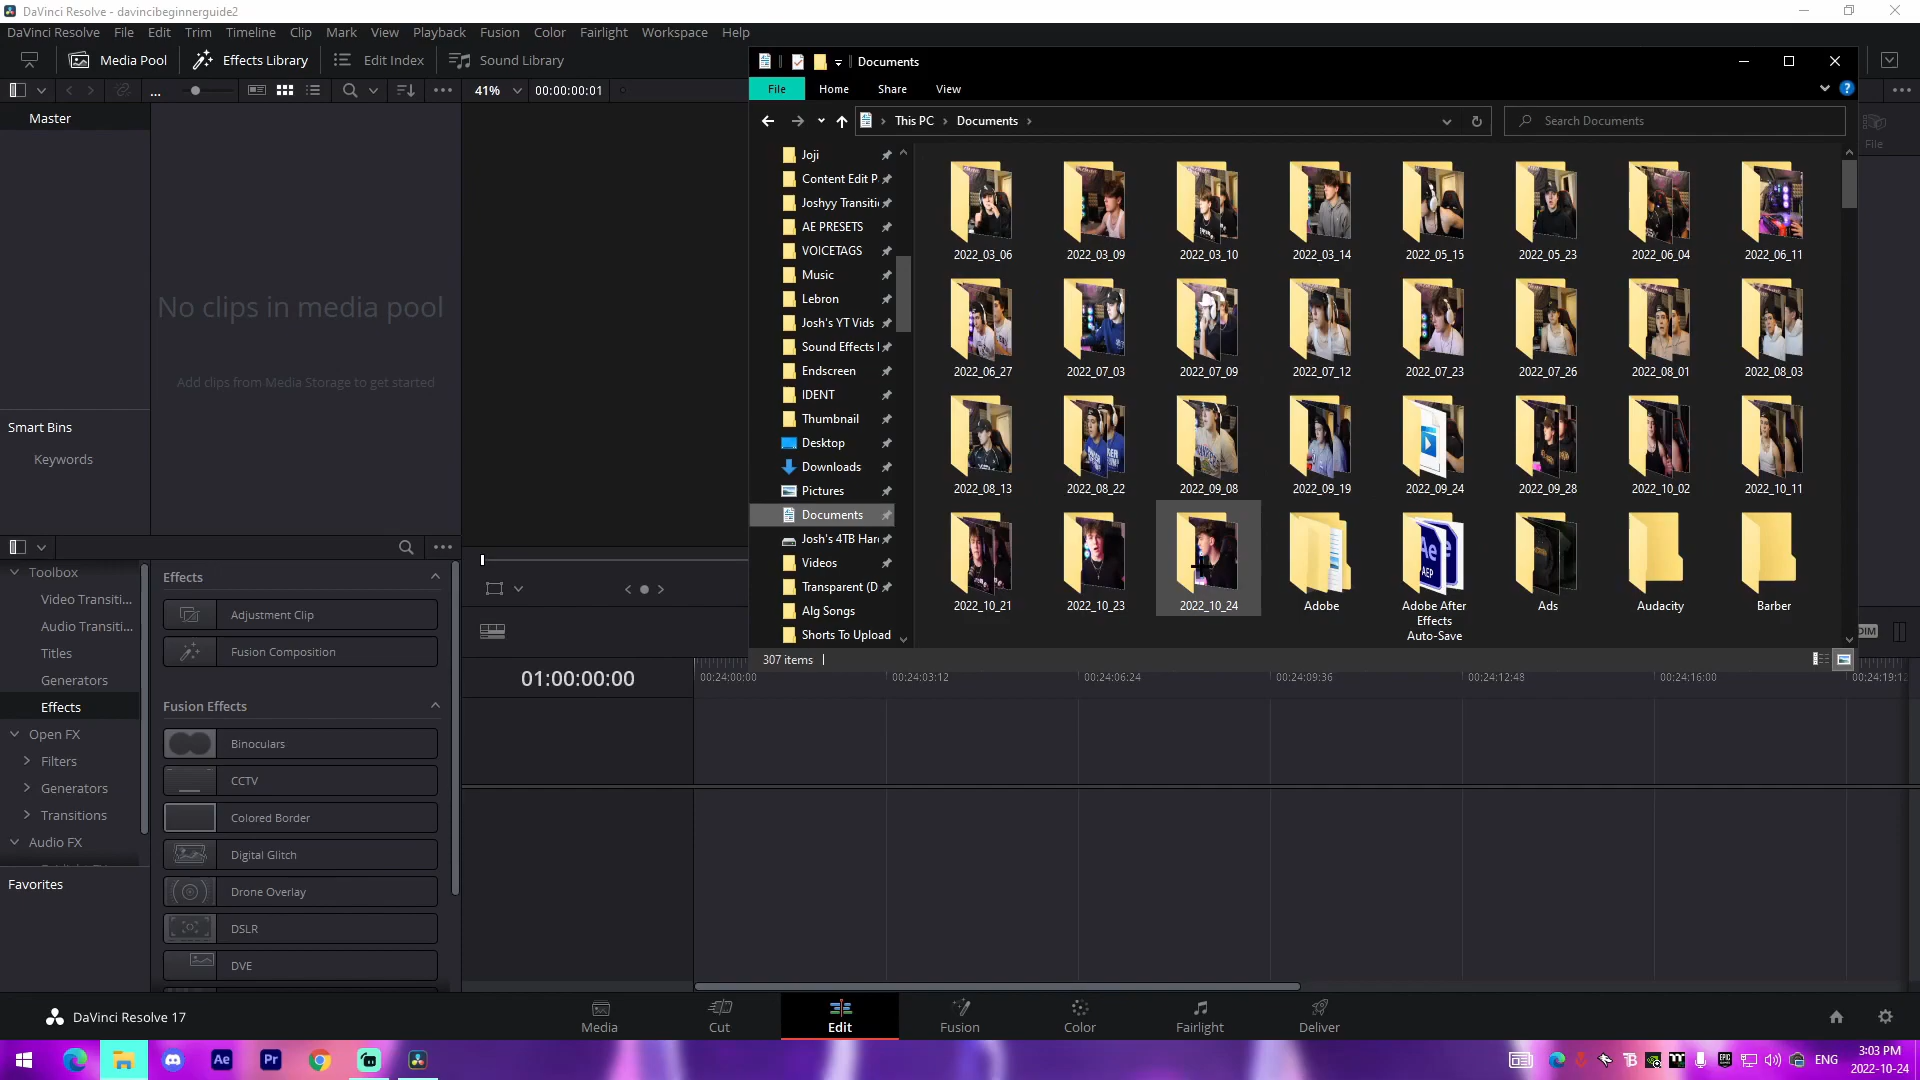 DaVinci Resolve - davincibeginnerguide2
DaVinci Resolve File Edit Trim Timeline Clip Mark View Playback Fusion Color Fairlight Workspace Help
Media Pool Effects Library Edit Index Sound Library
... 41% 00:00:00:01
Master
No clips in media pool
Add clips from Media Storage to get started
Smart Bins
Keywords
Documents
File Home Share View
This PC > Documents > Search Documents
File
Joji
Content Edit P
Joshyy Transiti
AE PRESETS
VOICETAGS
Music
Lebron
Josh's YT Vids
Sound Effects
Endscreen
IDENT
Thumbnail
Desktop
Downloads
Pictures
Documents
Josh's 4TB Har
Videos
Transparent (D
Alg Songs
Shorts To Upload
2022_03_06 2022_03_09 2022_03_10 2022_03_14 2022_05_15 2022_05_23 2022_06_04 2022_06_11
2022_06_27 2022_07_03 2022_07_09 2022_07_12 2022_07_23 2022_07_26 2022_08_01 2022_08_03
2022_08_13 2022_08_22 2022_09_08 2022_09_19 2022_09_24 2022_09_28 2022_10_02 2022_10_11
Ae
AEP
2022_10_21 2022_10_23 2022_10_24 Adobe Adobe After Ads Audacity Barber
Effects
Auto-Save
307 items
DIM
Toolbox
Video Transiti...
Audio Transiti...
Titles
Generators
Effects
Open FX
Filters
Generators
Transitions
Audio FX
Favorites
Effects
Adjustment Clip
Fusion Composition
Fusion Effects
Binoculars
CCTV
Colored Border
Digital Glitch
Drone Overlay
DSLR
DVE
01:00:00:00
00:24:00:00 00:24:03:12 00:24:06:24 00:24:09:36 00:24:12:48 00:24:16:00 00:24:19:1
DaVinci Resolve 17
Media Cut Edit Fusion Color Fairlight Deliver
Ae Pr ENG
3:03 PM
2022-10-24